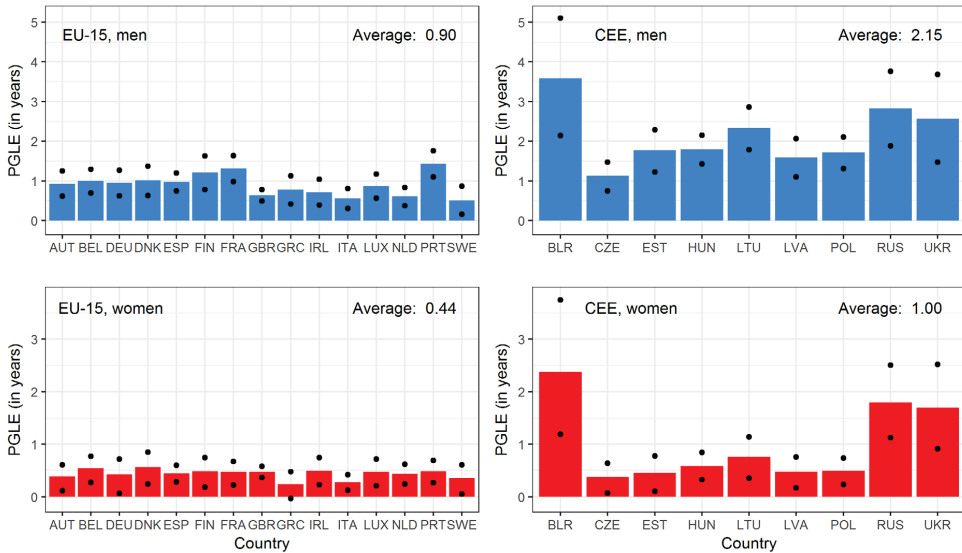 EU-15, men Average: 0.90
PGLE (in years)
5
4
3
2
1
0
AUT BEL DEU DNK ESP FIN FRA GBR GRC IRL ITA LUX NLD PRT SWE
CEE, men Average: 2.15
PGLE (in years)
5
4
3
2
1
0
BLR CZE EST HUN LTU LVA POL RUS UKR
EU-15, women Average: 0.44
PGLE (in years)
3
2
1
0
AUT BEL DEU DNK ESP FIN FRA GBR GRC IRL ITA LUX NLD PRT SWE
Country
CEE, women Average: 1.00
PGLE (in years)
3
2
1
0
BLR CZE EST HUN LTU LVA POL RUS UKR
Country